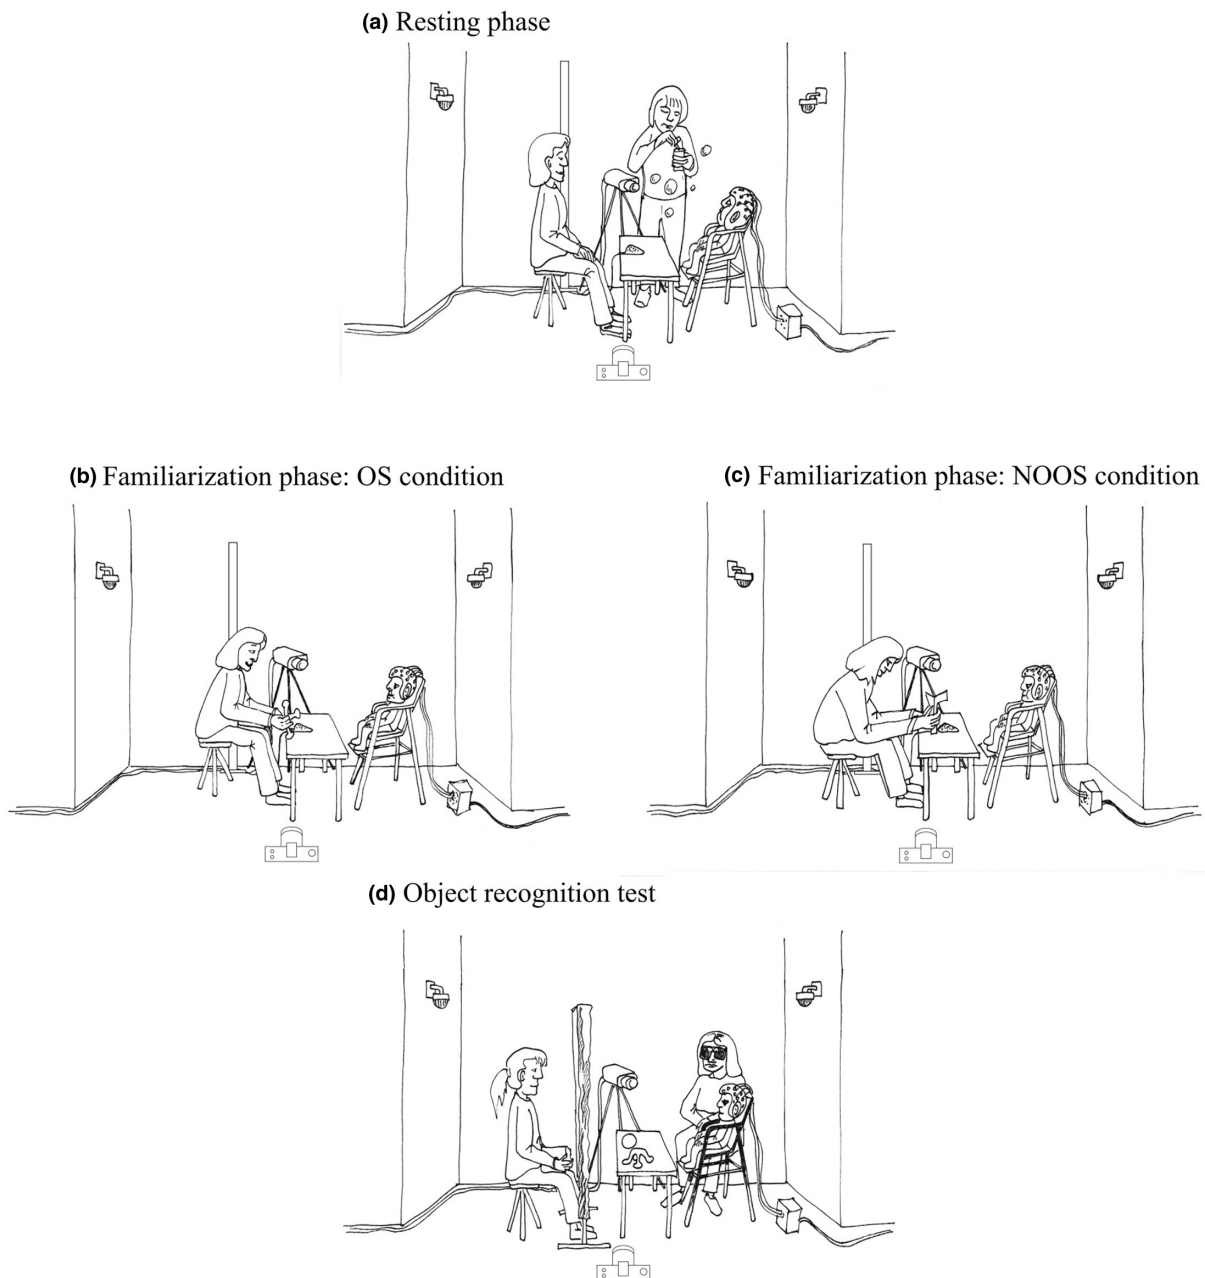 (a) Resting phase
(b) Familiarization phase: OS condition
(c) Familiarization phase: NOOS condition
(d) Object recognition test